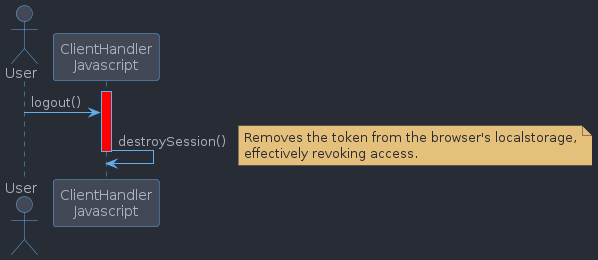 User
ClientHandler
Javascript
logout()
destroySession()
Removes the token from the browser's localstorage,
effectively revoking access.
User
ClientHandler
Javascript